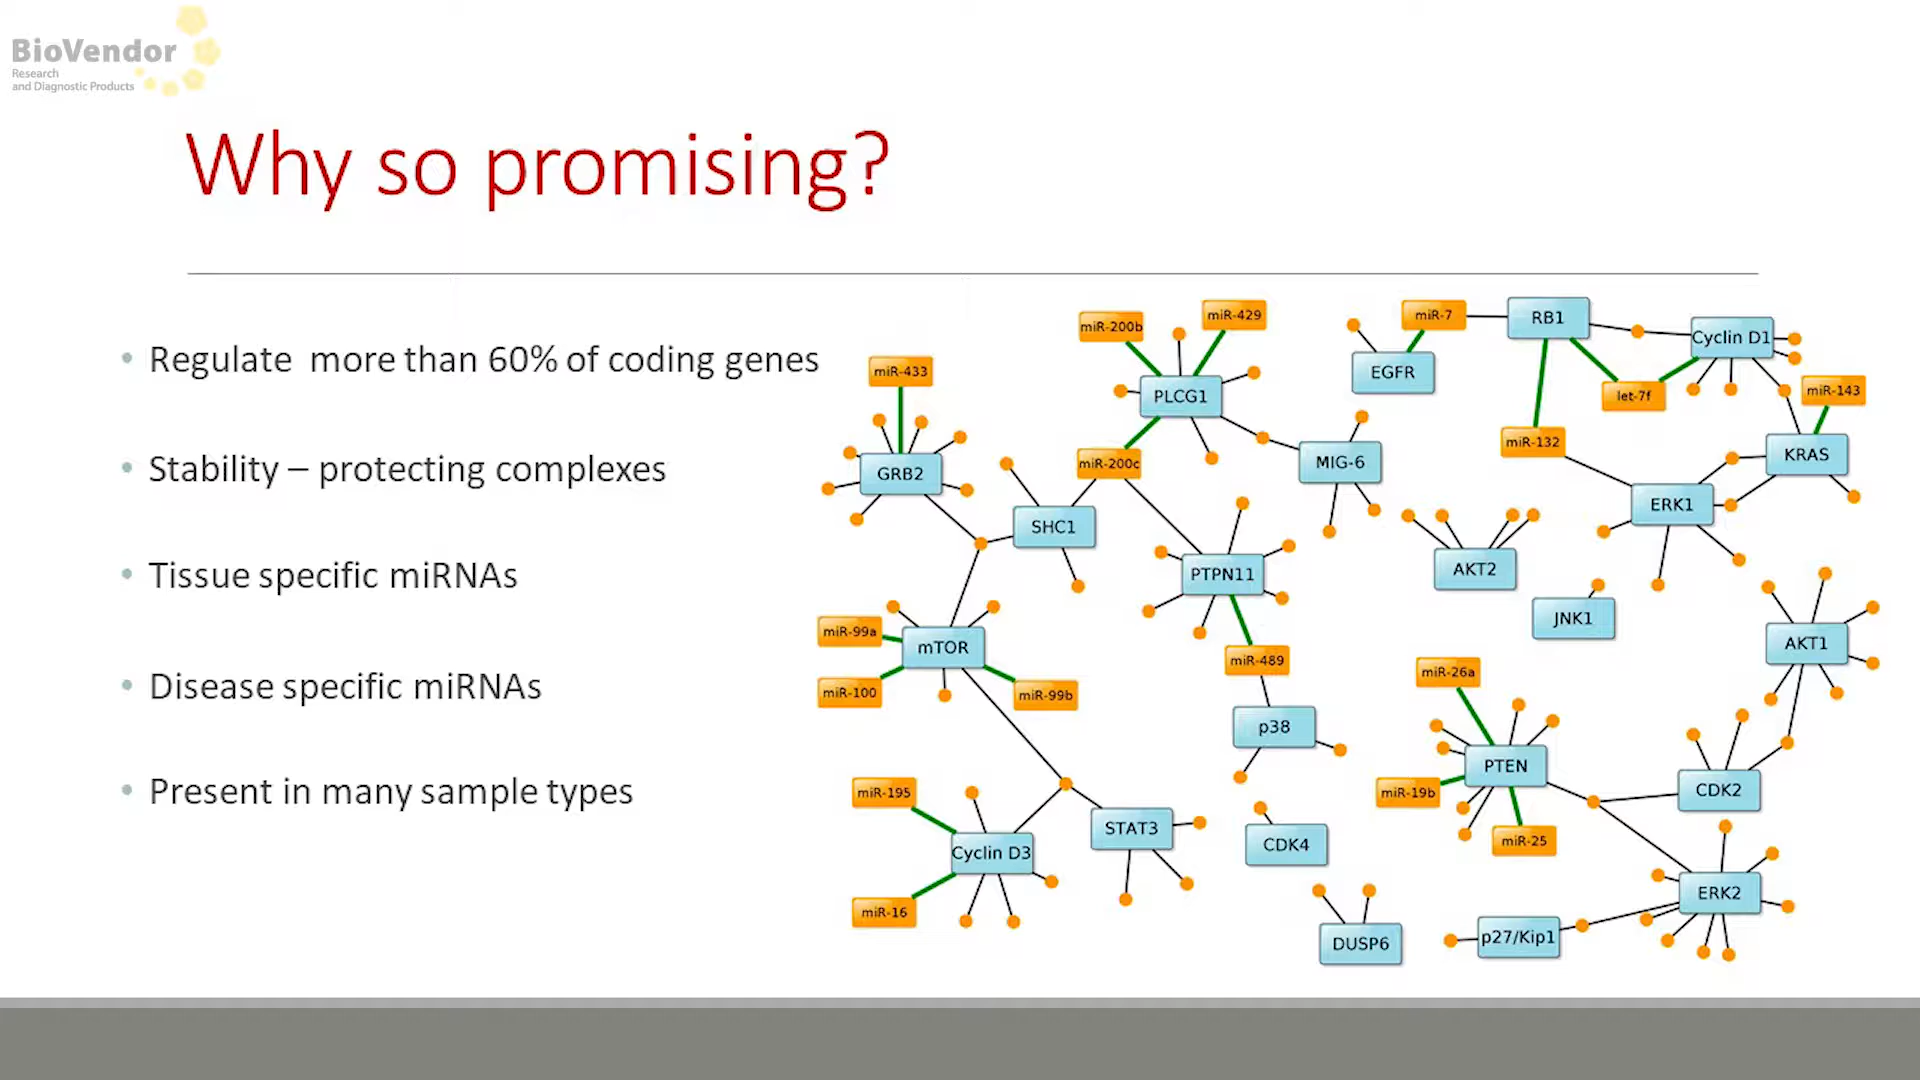 BioVendor
Research
and Diagnostic Products
Why so promising?
• Regulate more than 60% of coding genes
• Stability – protecting complexes
• Tissue specific miRNAs
• Disease specific miRNAs
• Present in many sample types
miR-433
GRB2
miR-200b
miR-429
PLCG1
miR-200c
SHC1
MIG-6
PTPN11
miR-489
p38
miR-99a
mTOR
miR-100
miR-99b
miR-195
Cyclin D3
miR-16
STAT3
CDK4
DUSP6
miR-7
EGFR
RB1
Cyclin D1
let-7f
miR-143
miR-132
KRAS
ERK1
AKT2
JNK1
AKT1
miR-26a
PTEN
miR-19b
miR-25
CDK2
ERK2
p27/Kip1